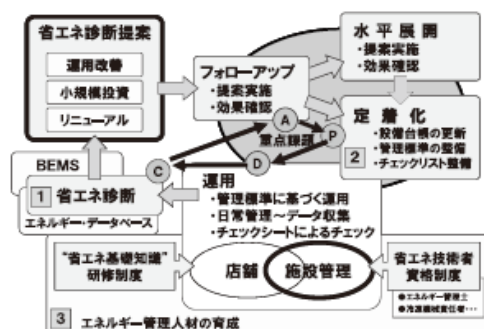 省エネ診断提案
運用改善
小規模投資
リニューアル
フォローアップ
・提案実施
・効果確認
水平展開
・提案実施
・効果確認
定着化
・設備台帳の更新
・管理標準の整備
・チェックリスト整備
2
A
P
重点課題
D
C
BEMS
1 省エネ診断
エネルギー・データベース
運用
・管理標準に基づく運用
・日常管理～データ収集
・チェックシートによるチェック
"省エネ基礎知識"
研修制度
店舗
施設管理
省エネ技術者
資格制度
●エネルギー管理士
●冷凍機械責任者…
3 エネルギー管理人材の育成